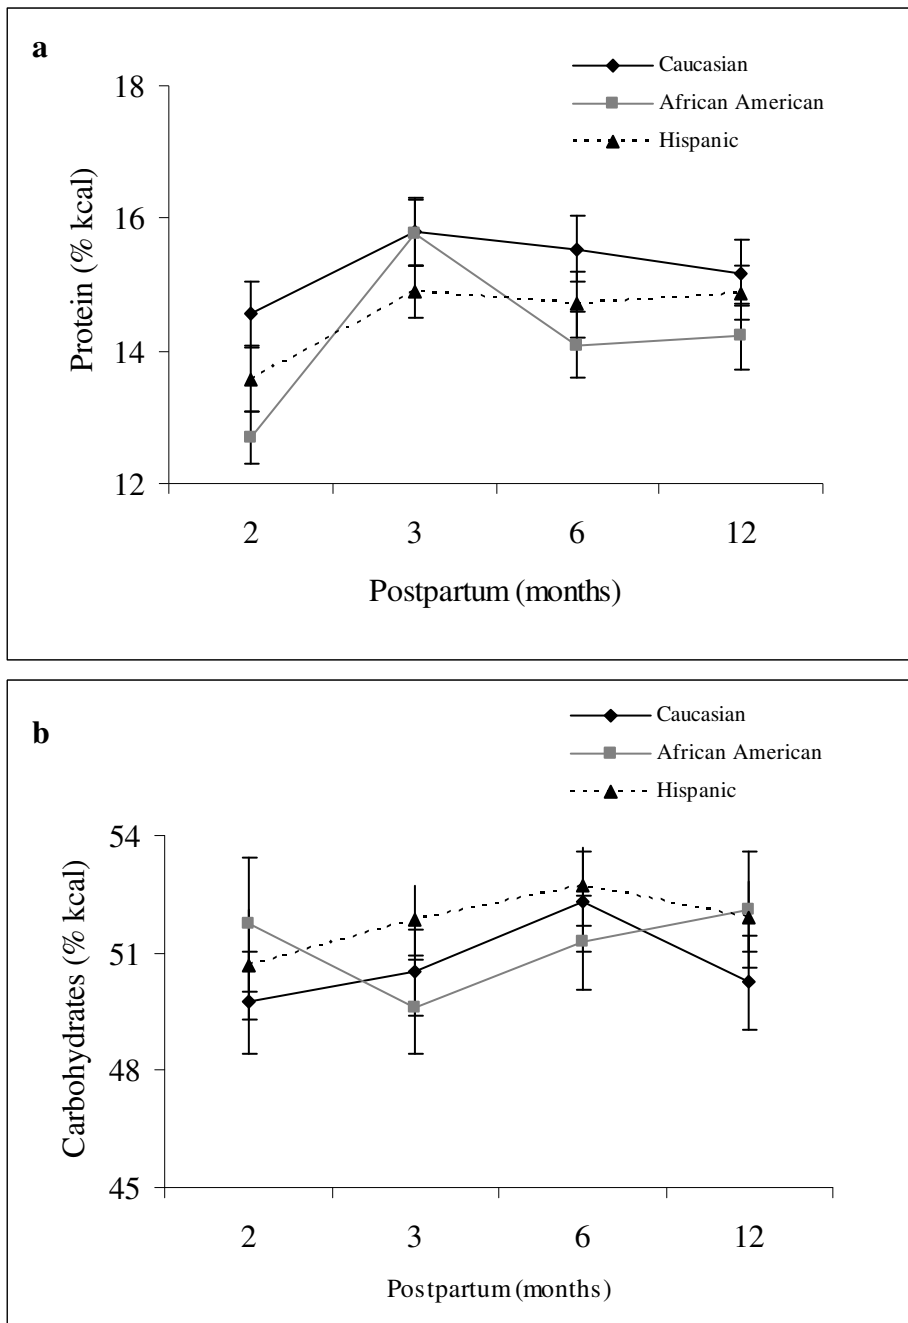 a
Caucasian
African American
Hispanic
Protein (% kcal)
18
16
14
12
2 3 6 12
Postpartum (months)
b
Caucasian
African American
Hispanic
Carbohydrates (% kcal)
54
51
48
45
2 3 6 12
Postpartum (months)